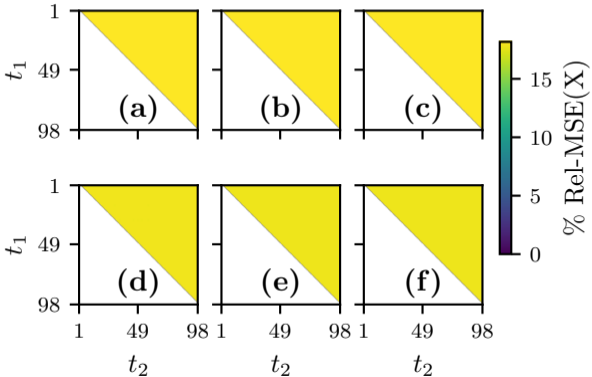 1
49
98
t₁
(a)
(b)
(c)
1
49
98
t₁
(d)
(e)
(f)
1 49 98
1 49 98
1 49 98
t₂
t₂
t₂
15
10
5
0
% Rel-MSE(X)